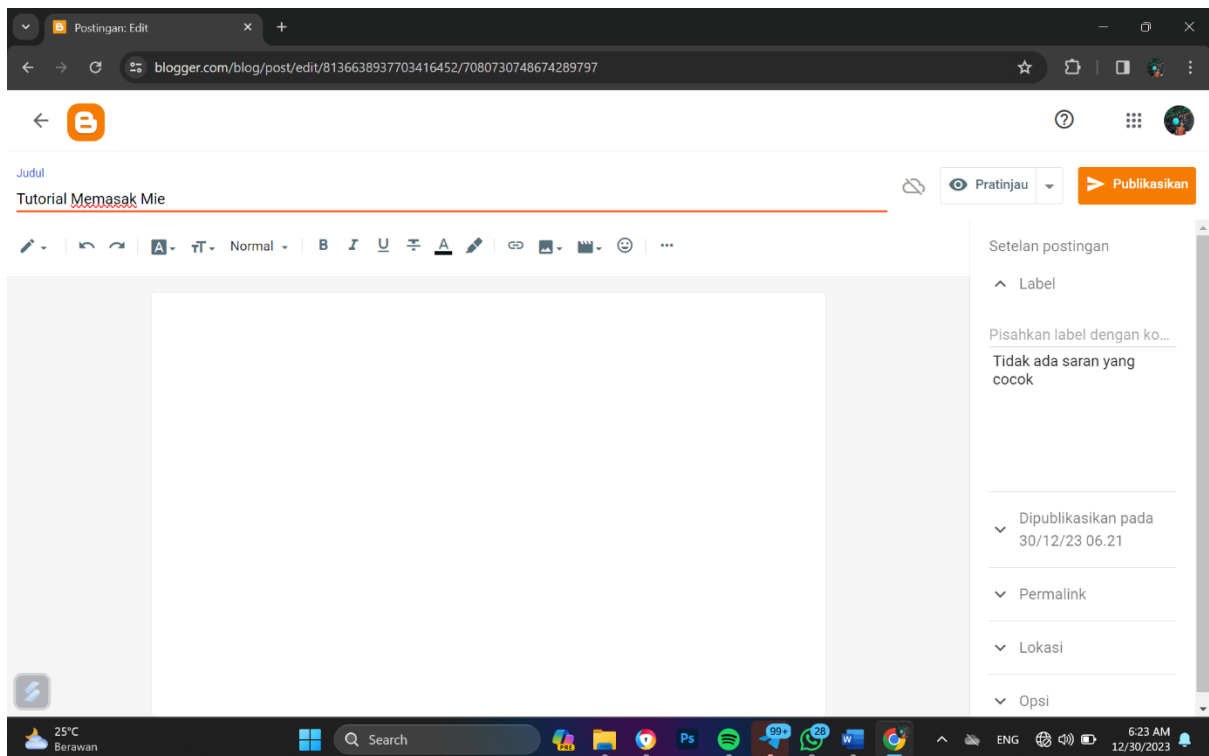 Postingan: Edit
blogger.com/blog/post/edit/8136638937703416452/7080730748674289797
Judul
Tutorial Memasak Mie
Pratinjau
Publikasikan
Normal
B I U A
Setelan postingan
Label
Pisahkan label dengan ko...
Tidak ada saran yang
cocok
Dipublikasikan pada
30/12/23 06.21
Permalink
Lokasi
Opsi
25°C
Berawan
Search
PRE
Ps
99+
28
W
ENG
6:23 AM
12/30/2023